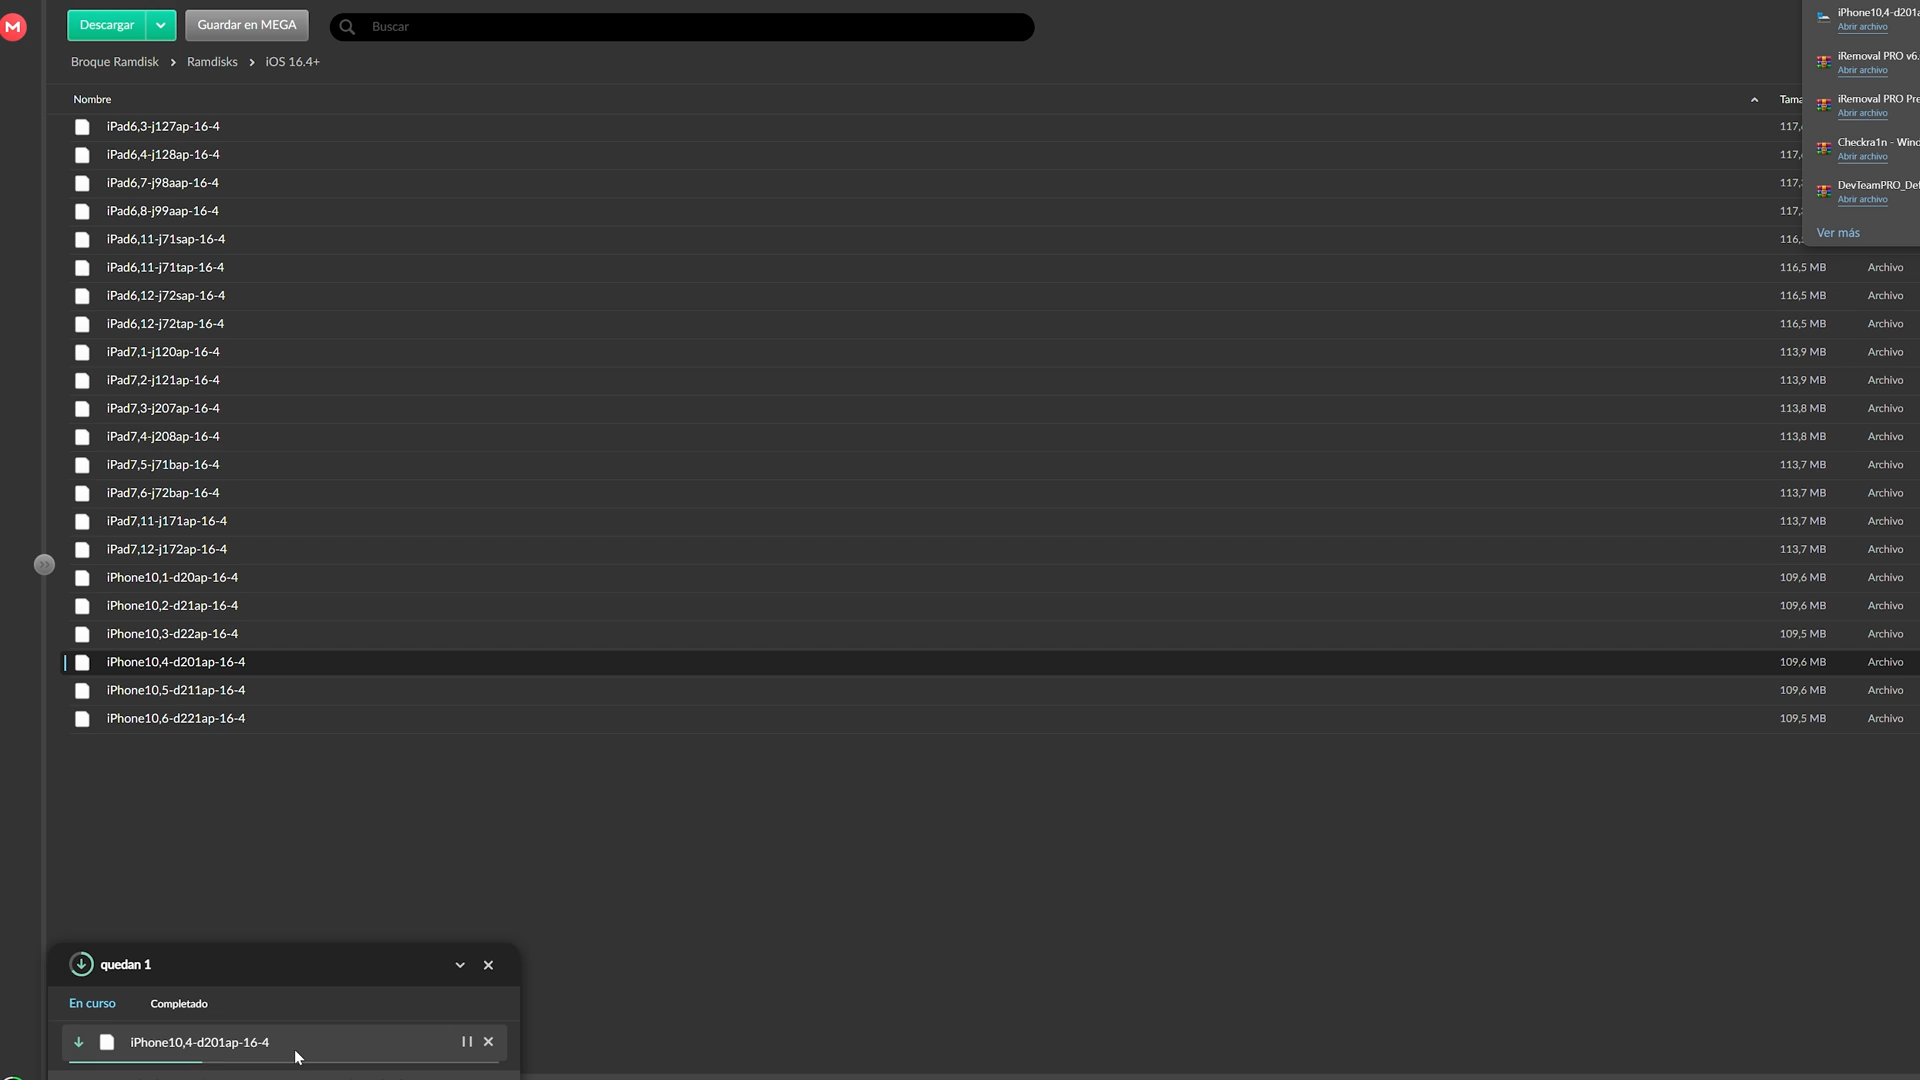 Descargar
Guardar en MEGA
Buscar
Broque Ramdisk > Ramdisks > iOS 16.4+
Nombre
iPad6,3-j127ap-16-4
iPad6,4-j128ap-16-4
iPad6,7-j98aap-16-4
iPad6,8-j99aap-16-4
iPad6,11-j71sap-16-4
iPad6,11-j71tap-16-4 116,5 MB Archivo
iPad6,12-j72sap-16-4 116,5 MB Archivo
iPad6,12-j72tap-16-4 116,5 MB Archivo
iPad7,1-j120ap-16-4 113,9 MB Archivo
iPad7,2-j121ap-16-4 113,9 MB Archivo
iPad7,3-j207ap-16-4 113,8 MB Archivo
iPad7,4-j208ap-16-4 113,8 MB Archivo
iPad7,5-j71bap-16-4 113,7 MB Archivo
iPad7,6-j72bap-16-4 113,7 MB Archivo
iPad7,11-j171ap-16-4 113,7 MB Archivo
iPad7,12-j172ap-16-4 113,7 MB Archivo
iPhone10,1-d20ap-16-4 109,6 MB Archivo
iPhone10,2-d21ap-16-4 109,6 MB Archivo
iPhone10,3-d22ap-16-4 109,5 MB Archivo
iPhone10,4-d201ap-16-4 109,6 MB Archivo
iPhone10,5-d211ap-16-4 109,6 MB Archivo
iPhone10,6-d221ap-16-4 109,5 MB Archivo
iPhone10,4-d201a
Abrir archivo
iRemoval PRO v6.
Abrir archivo
iRemoval PRO Pre
Abrir archivo
Checkra1n - Wind
Abrir archivo
DevTeamPRO_Def
Abrir archivo
Ver más
quedan 1
En curso Completado
iPhone10,4-d201ap-16-4